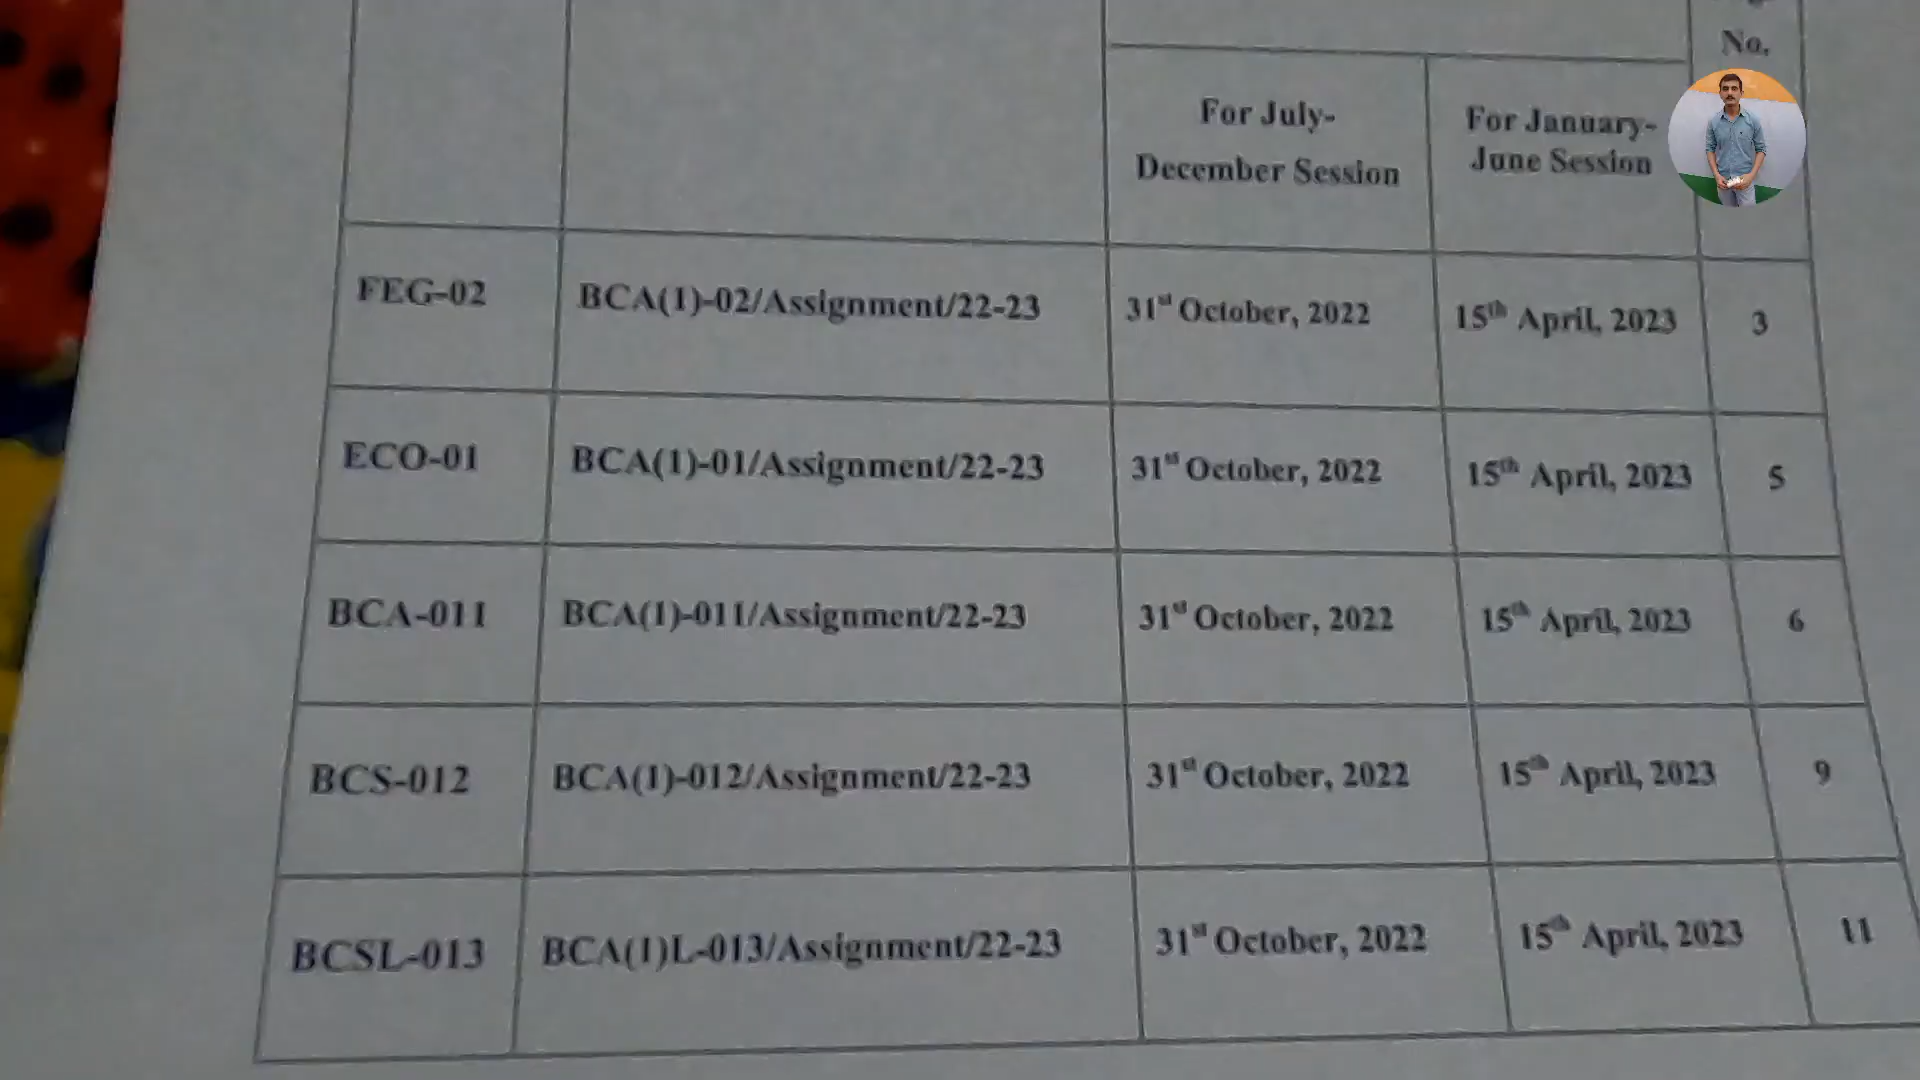 No.
For July-
December Session
For January-
June Session
FEG-02 BCA(1)-02/Assignment/22-23 31st October, 2022 15th April, 2023 3
ECO-01 BCA(1)-01/Assignment/22-23 31st October, 2022 15th April, 2023 5
BCA-011 BCA(1)-011/Assignment/22-23 31st October, 2022 15th April, 2023 6
BCS-012 BCA(1)-012/Assignment/22-23 31st October, 2022 15th April, 2023 9
BCSL-013 BCA(1)L-013/Assignment/22-23 31st October, 2022 15th April, 2023 11